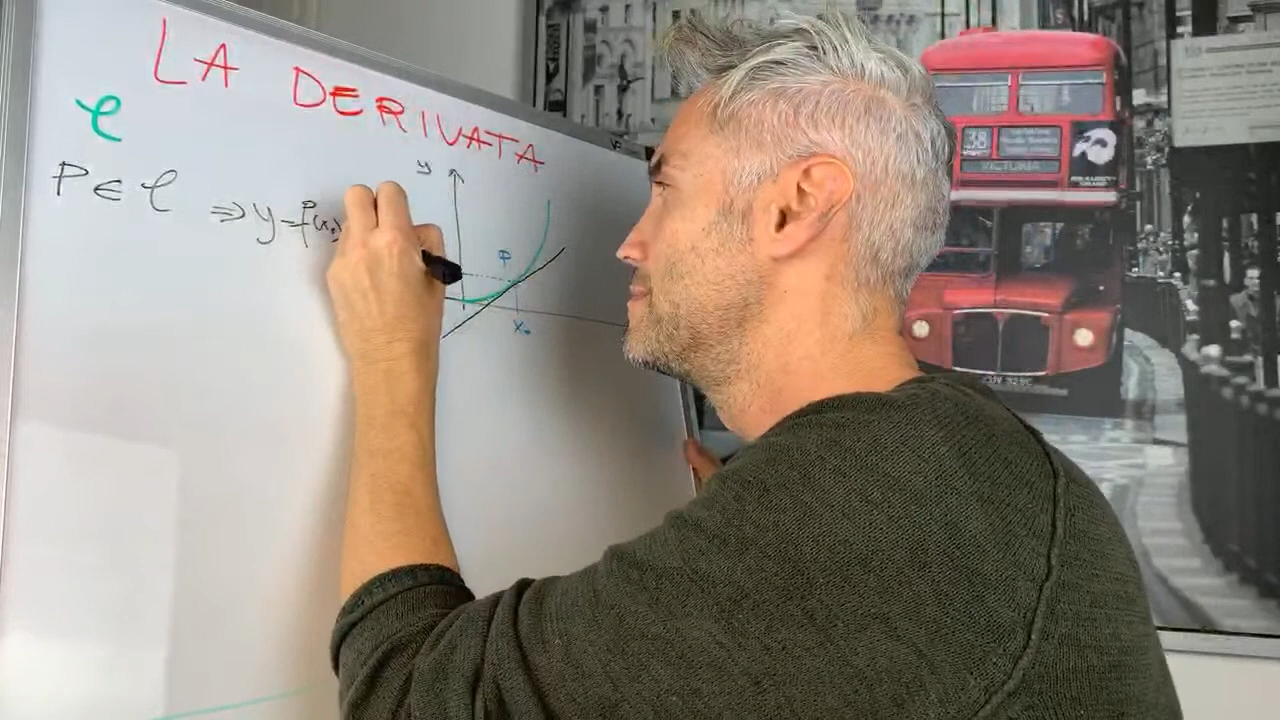 LA DERIVATA
𝒞
P ∈ 𝒞
⇒ y = f(x₀)
y
P
x₀
38
VICTORIA